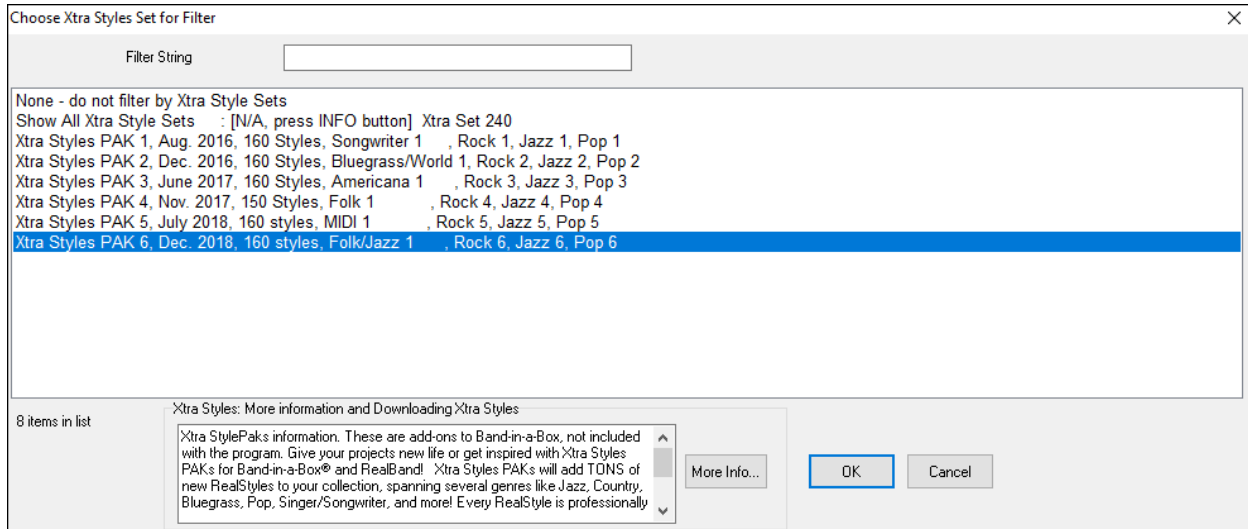 Choose Xtra Styles Set for Filter
Filter String
None - do not filter by Xtra Style Sets
Show All Xtra Style Sets : [N/A, press INFO button] Xtra Set 240
Xtra Styles PAK 1, Aug. 2016, 160 Styles, Songwriter 1 , Rock 1, Jazz 1, Pop 1
Xtra Styles PAK 2, Dec. 2016, 160 Styles, Bluegrass/World 1, Rock 2, Jazz 2, Pop 2
Xtra Styles PAK 3, June 2017, 160 Styles, Americana 1 , Rock 3, Jazz 3, Pop 3
Xtra Styles PAK 4, Nov. 2017, 150 Styles, Folk 1 , Rock 4, Jazz 4, Pop 4
Xtra Styles PAK 5, July 2018, 160 styles, MIDI 1 , Rock 5, Jazz 5, Pop 5
Xtra Styles PAK 6, Dec. 2018, 160 styles, Folk/Jazz 1 , Rock 6, Jazz 6, Pop 6
8 items in list
Xtra Styles: More information and Downloading Xtra Styles
Xtra StylePaks information. These are add-ons to Band-in-a-Box, not included
with the program. Give your projects new life or get inspired with Xtra Styles
PAKs for Band-in-a-Box® and RealBand! Xtra Styles PAKs will add TONS of
new RealStyles to your collection, spanning several genres like Jazz, Country,
Bluegrass, Pop, Singer/Songwriter, and more! Every RealStyle is professionally
More Info...
OK
Cancel